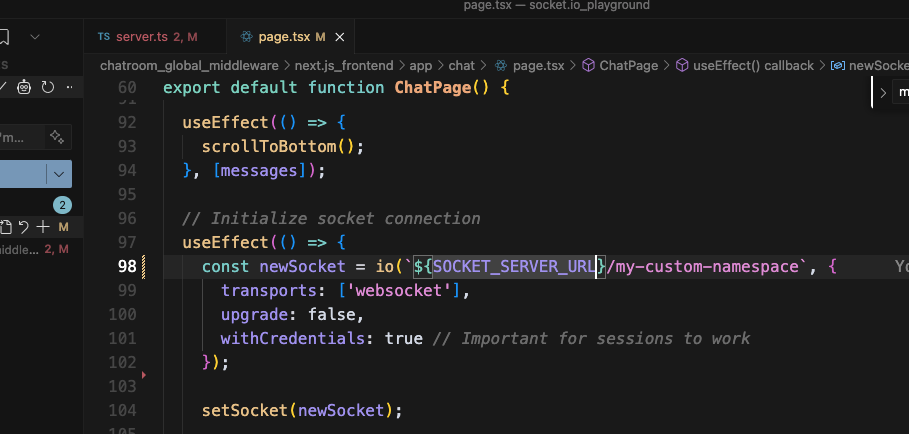 page.tsx — socket.io_playground
TS server.ts 2, M
page.tsx M
chatroom_global_middleware > next.js_frontend > app > chat > page.tsx > ChatPage > useEffect() callback > newSocke
60 export default function ChatPage() {
91
92 useEffect(() => {
93 scrollToBottom();
94 }, [messages]);
95
96 // Initialize socket connection
97 useEffect(() => {
98 const newSocket = io(`${SOCKET_SERVER_URL}/my-custom-namespace`, { Yo
99 transports: ['websocket'],
100 upgrade: false,
101 withCredentials: true // Important for sessions to work
102 });
103
104 setSocket(newSocket);
105
S
/m...
2
M
iddle... 2, M
> m